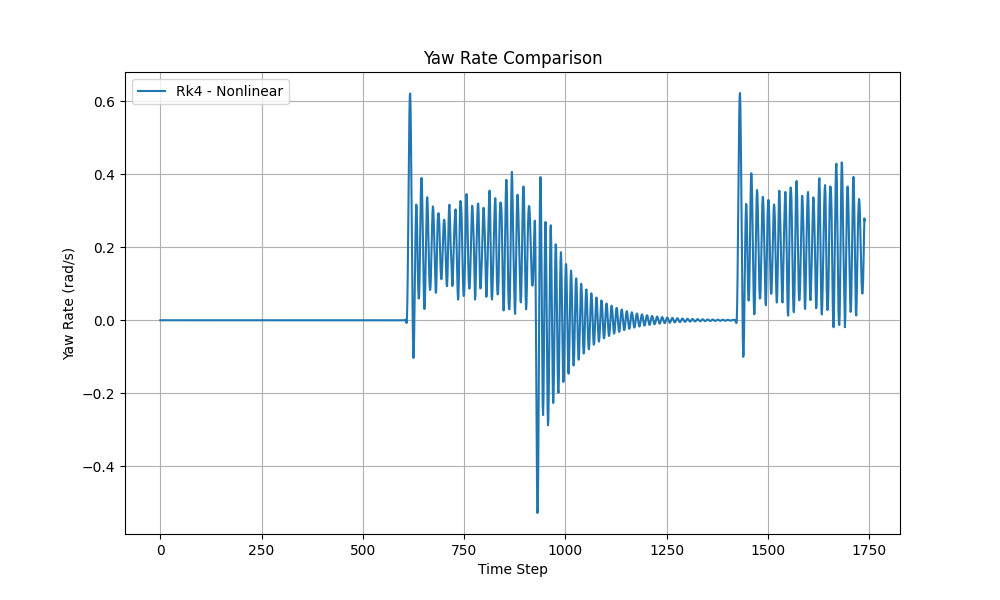 Yaw Rate Comparison
Rk4 - Nonlinear
Yaw Rate (rad/s)
0.6
0.4
0.2
0.0
−0.2
−0.4
0 250 500 750 1000 1250 1500 1750
Time Step